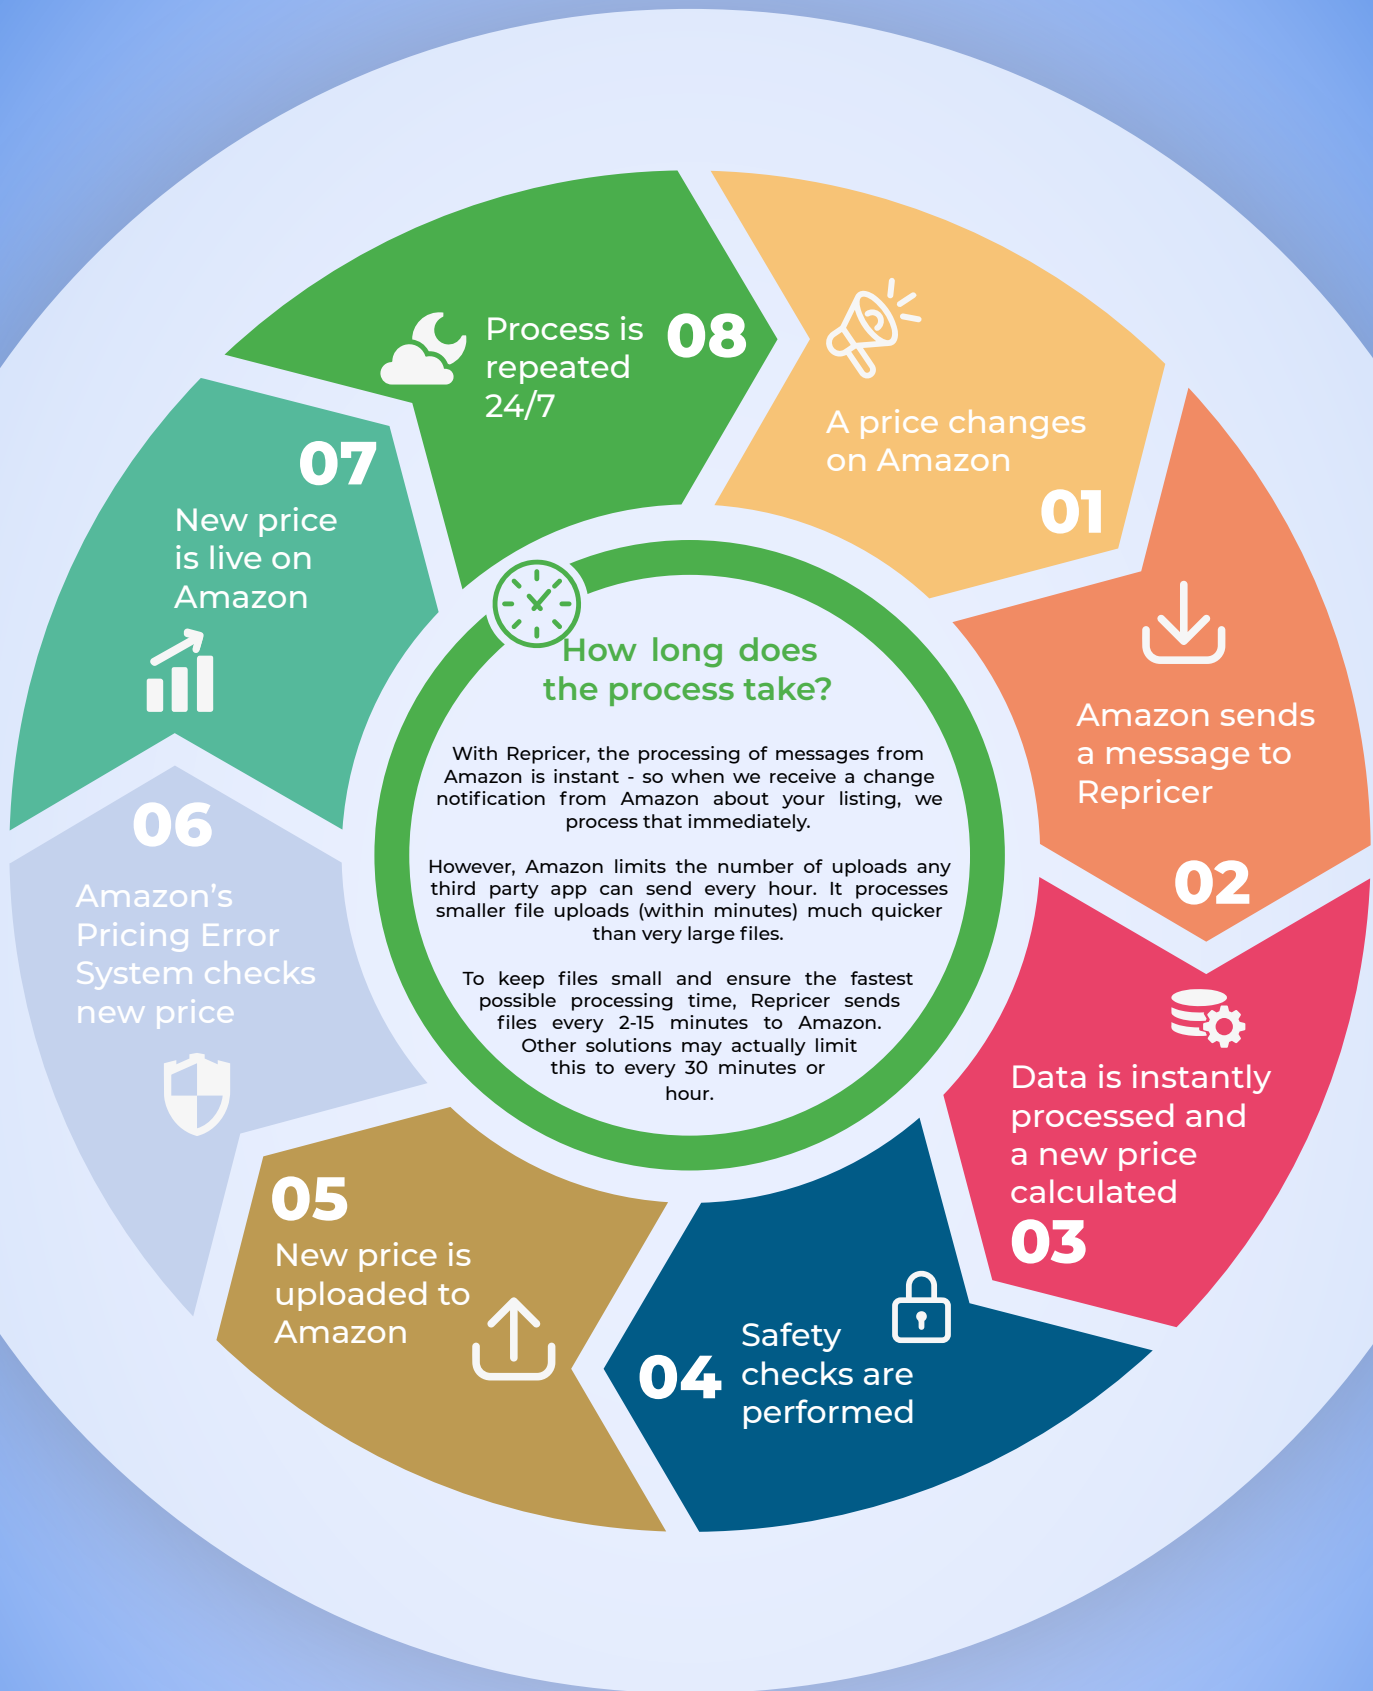 A price changes
on Amazon
01
Amazon sends
a message to
Repricer
02
Data is instantly
processed and
a new price
calculated
03
Safety
checks are
performed
04
05
New price is
uploaded to
Amazon
06
Amazon’s
Pricing Error
System checks
new price
07
New price
is live on
Amazon
Process is
repeated
24/7
08
How long does
the process take?
With Repricer, the processing of messages from
Amazon is instant - so when we receive a change
notification from Amazon about your listing, we
process that immediately.
However, Amazon limits the number of uploads any
third party app can send every hour. It processes
smaller file uploads (within minutes) much quicker
than very large files.
To keep files small and ensure the fastest
possible processing time, Repricer sends
files every 2-15 minutes to Amazon.
Other solutions may actually limit
this to every 30 minutes or
hour.